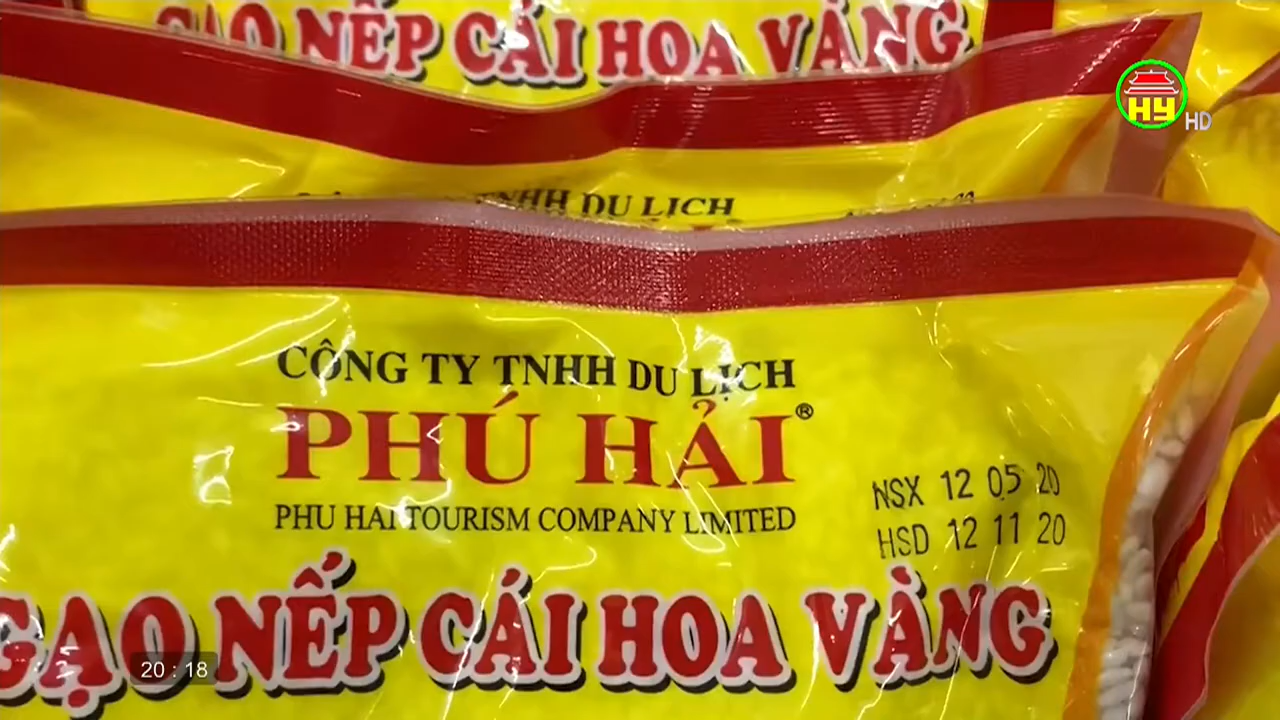 GẠO NẾP CÁI HOA VÀNG
HY
HD
TNHH DU LỊCH
CÔNG TY TNHH DU LỊCH
PHÚ HẢI®
PHU HAI TOURISM COMPANY LIMITED
NSX 12 05 20
HSD 12 11 20
GẠO NẾP CÁI HOA VÀNG
20 : 18